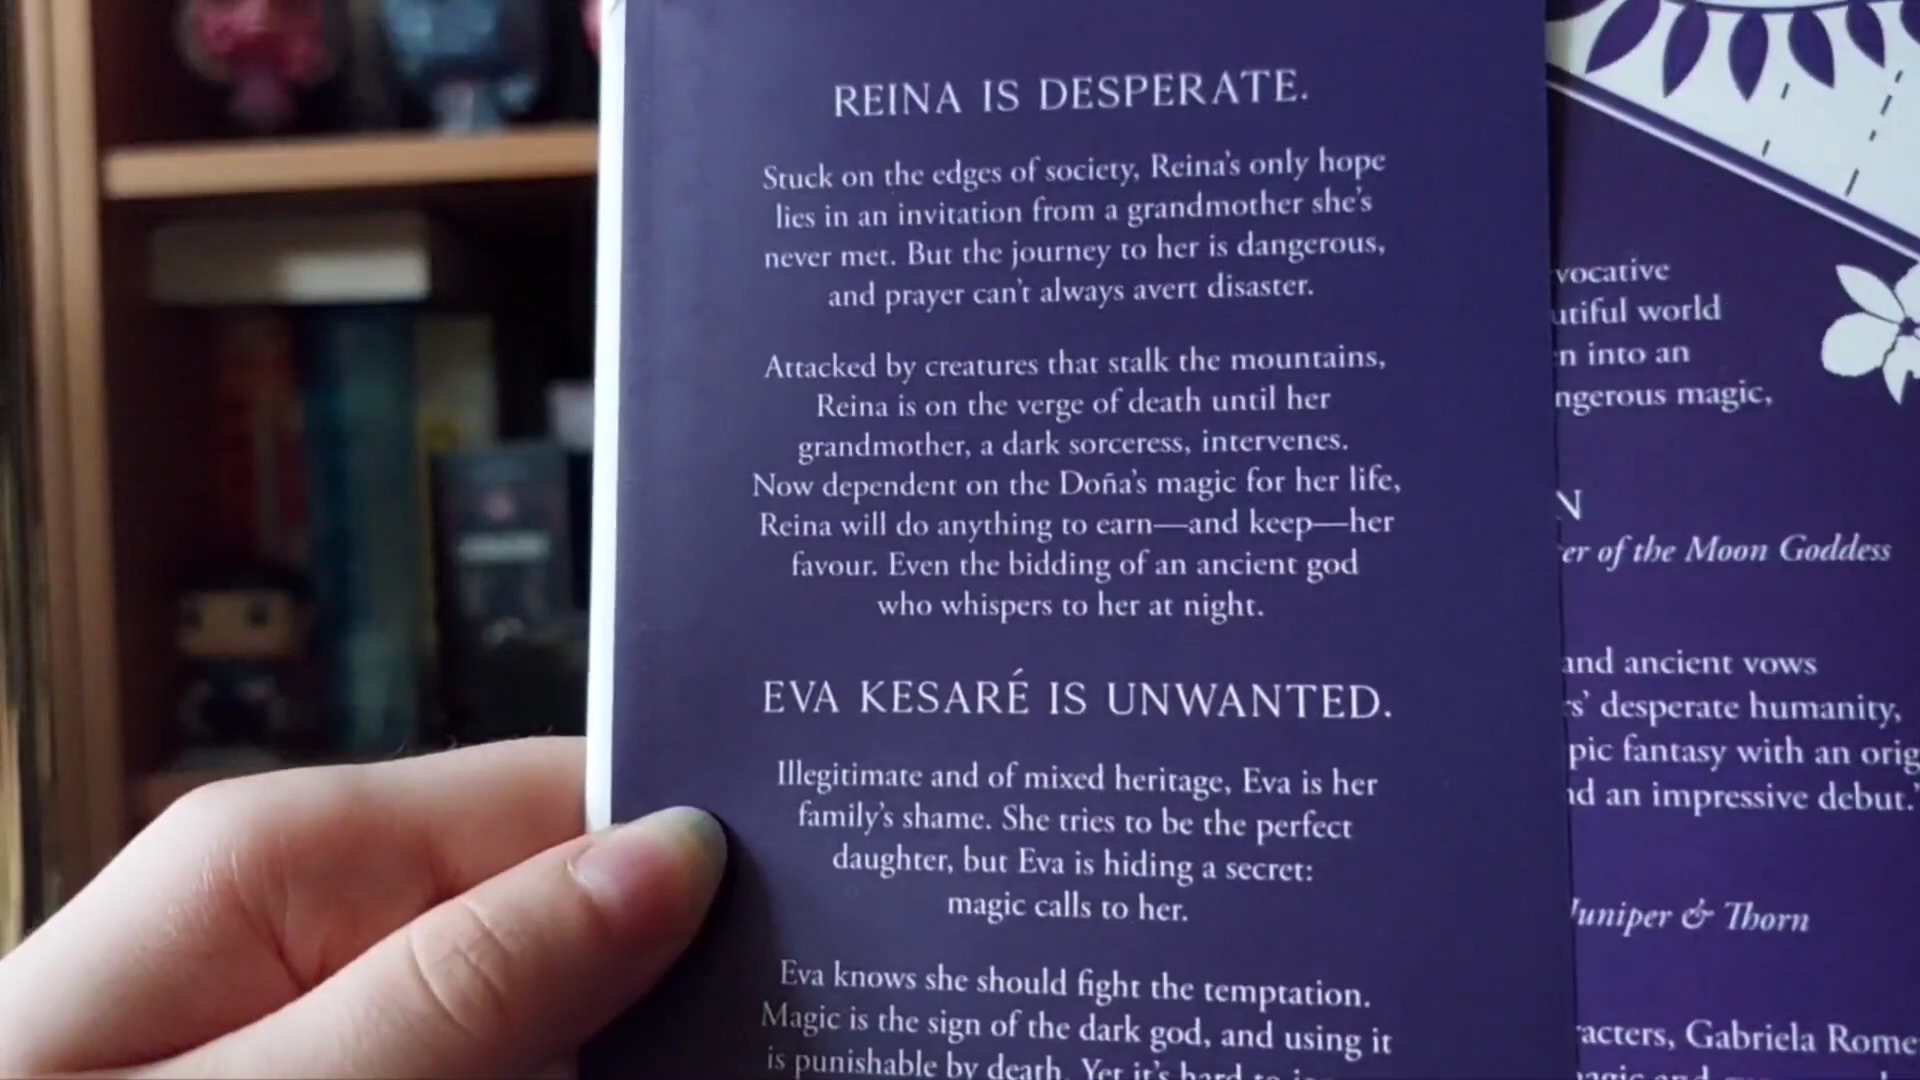 REINA IS DESPERATE.
Stuck on the edges of society, Reina's only hope
lies in an invitation from a grandmother she's
never met. But the journey to her is dangerous,
and prayer can't always avert disaster.
Attacked by creatures that stalk the mountains,
Reina is on the verge of death until her
grandmother, a dark sorceress, intervenes.
Now dependent on the Doña's magic for her life,
Reina will do anything to earn—and keep—her
favour. Even the bidding of an ancient god
who whispers to her at night.
EVA KESARÉ IS UNWANTED.
Illegitimate and of mixed heritage, Eva is her
family's shame. She tries to be the perfect
daughter, but Eva is hiding a secret:
magic calls to her.
Eva knows she should fight the temptation.
Magic is the sign of the dark god, and using it
is punishable by death. Yet it's hard to
vocative
utiful world
n into an
ngerous magic,
N
er of the Moon Goddess
and ancient vows
rs' desperate humanity,
pic fantasy with an orig
nd an impressive debut.'
Juniper & Thorn
racters, Gabriela Rome